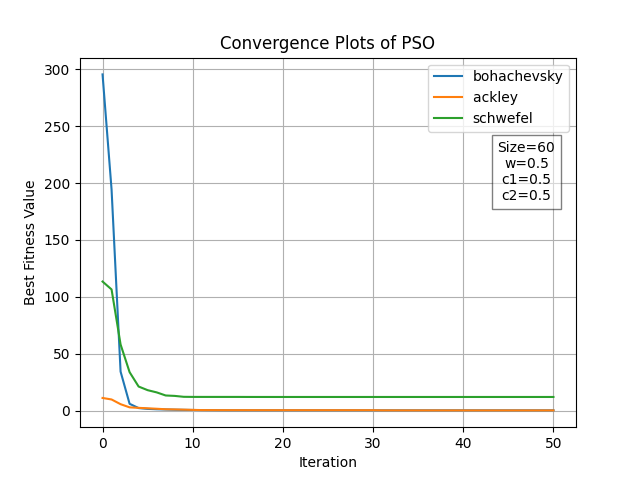 Convergence Plots of PSO
bohachevsky
ackley
schwefel
Size=60
w=0.5
c1=0.5
c2=0.5
Best Fitness Value
300
250
200
150
100
50
0
0 10 20 30 40 50
Iteration